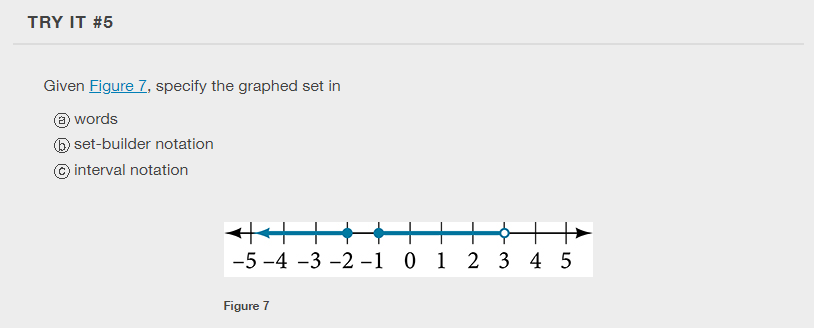 TRY IT #5
Given Figure 7, specify the graphed set in
ⓐ words
ⓑ set-builder notation
ⓒ interval notation
–5 –4 –3 –2 –1 0 1 2 3 4 5
Figure 7